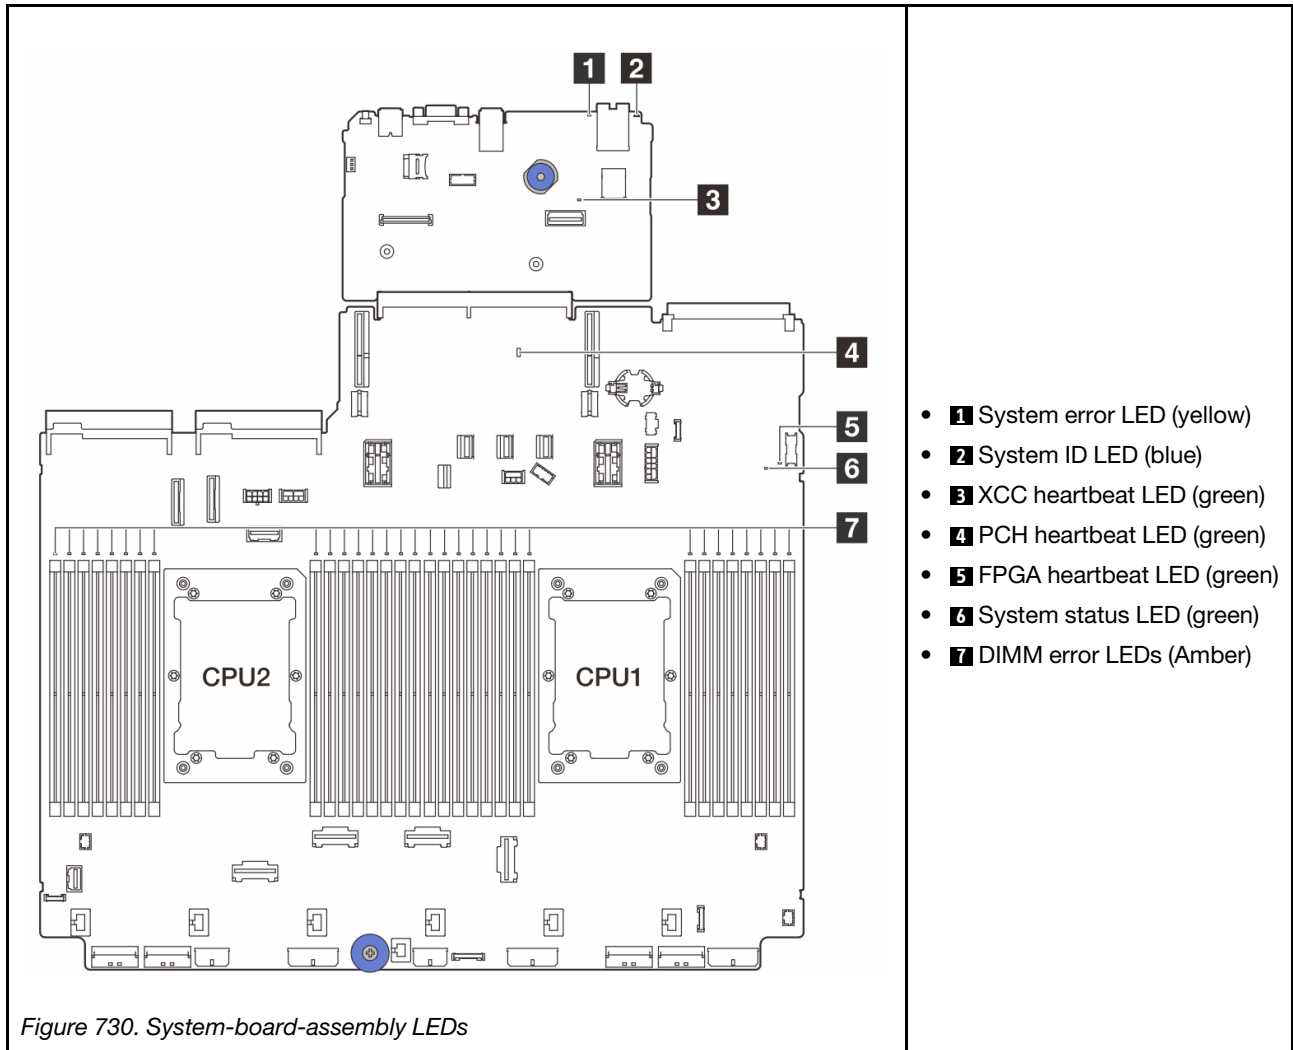 1 2
3
4
5
6
7
CPU2 CPU1
Figure 730. System-board-assembly LEDs
• 1 System error LED (yellow)
• 2 System ID LED (blue)
• 3 XCC heartbeat LED (green)
• 4 PCH heartbeat LED (green)
• 5 FPGA heartbeat LED (green)
• 6 System status LED (green)
• 7 DIMM error LEDs (Amber)